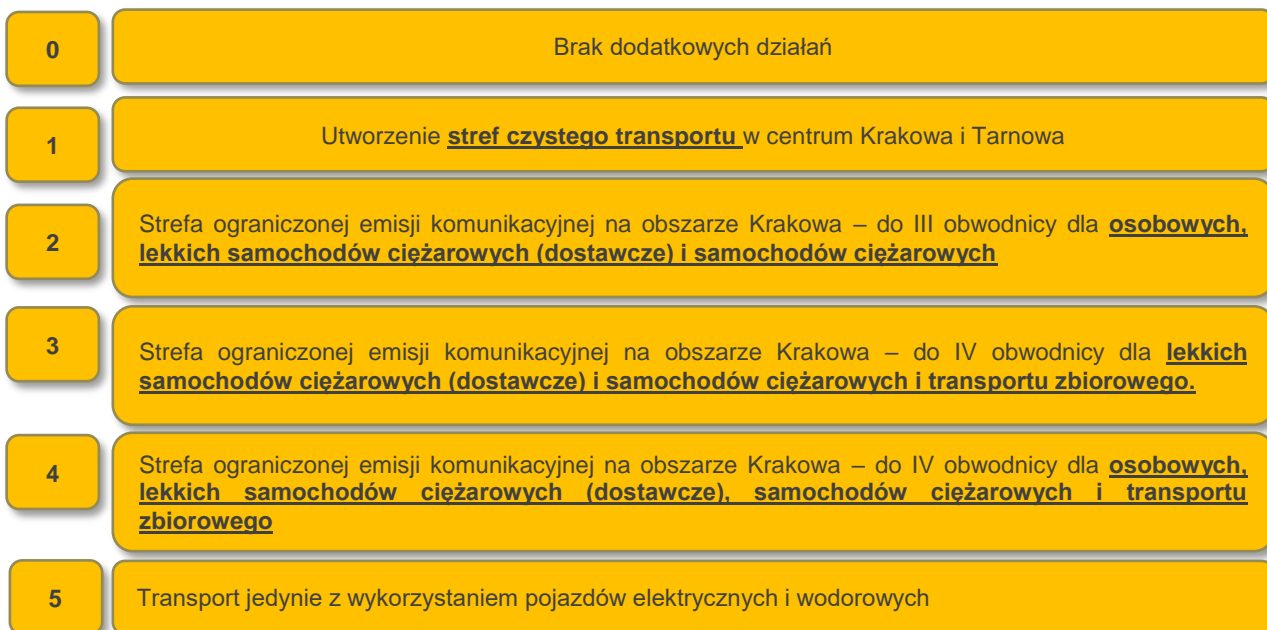 0
Brak dodatkowych działań
1
Utworzenie stref czystego transportu w centrum Krakowa i Tarnowa
2
Strefa ograniczonej emisji komunikacyjnej na obszarze Krakowa – do III obwodnicy dla osobowych,
lekkich samochodów ciężarowych (dostawcze) i samochodów ciężarowych
3
Strefa ograniczonej emisji komunikacyjnej na obszarze Krakowa – do IV obwodnicy dla lekkich
samochodów ciężarowych (dostawcze) i samochodów ciężarowych i transportu zbiorowego.
4
Strefa ograniczonej emisji komunikacyjnej na obszarze Krakowa – do IV obwodnicy dla osobowych,
lekkich samochodów ciężarowych (dostawcze), samochodów ciężarowych i transportu
zbiorowego
5
Transport jedynie z wykorzystaniem pojazdów elektrycznych i wodorowych